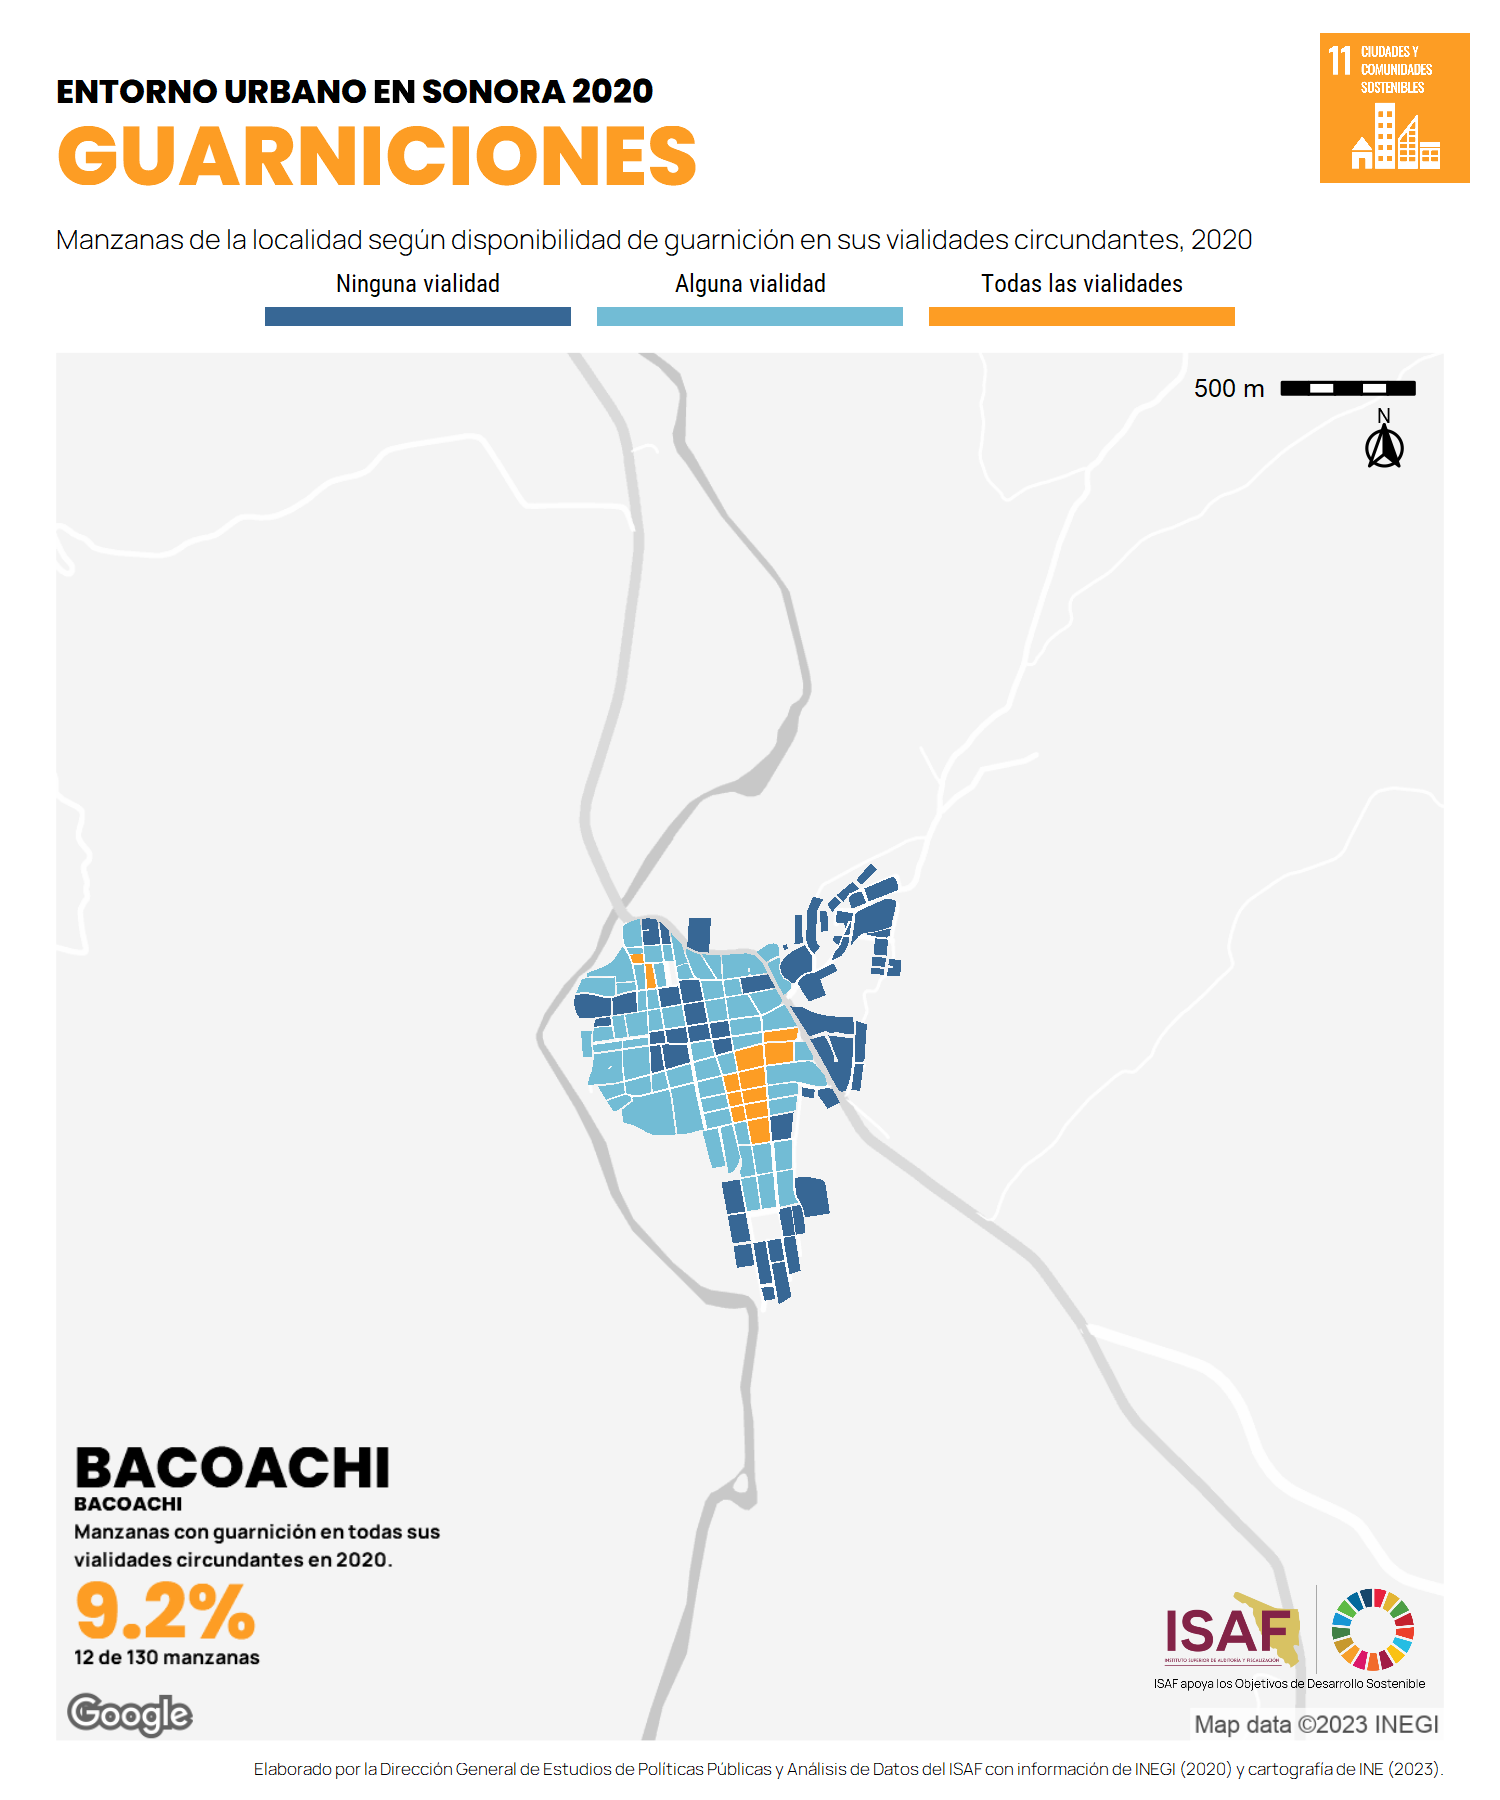 ENTORNO URBANO EN SONORA 2020
GUARNICIONES
11 CIUDADES Y
COMUNIDADES
SOSTENIBLES
Manzanas de la localidad según disponibilidad de guarnición en sus vialidades circundantes, 2020
Ninguna vialidad
Alguna vialidad
Todas las vialidades
500 m
N
BACOACHI
BACOACHI
Manzanas con guarnición en todas sus
vialidades circundantes en 2020.
9.2%
12 de 130 manzanas
Google
ISAF
INSTITUTO SUPERIOR DE AUDITORÍA Y FISCALIZACIÓN
ISAF apoya los Objetivos de Desarrollo Sostenible
Map data ©2023 INEGI
Elaborado por la Dirección General de Estudios de Políticas Públicas y Análisis de Datos del ISAF con información de INEGI (2020) y cartografía de INE (2023).